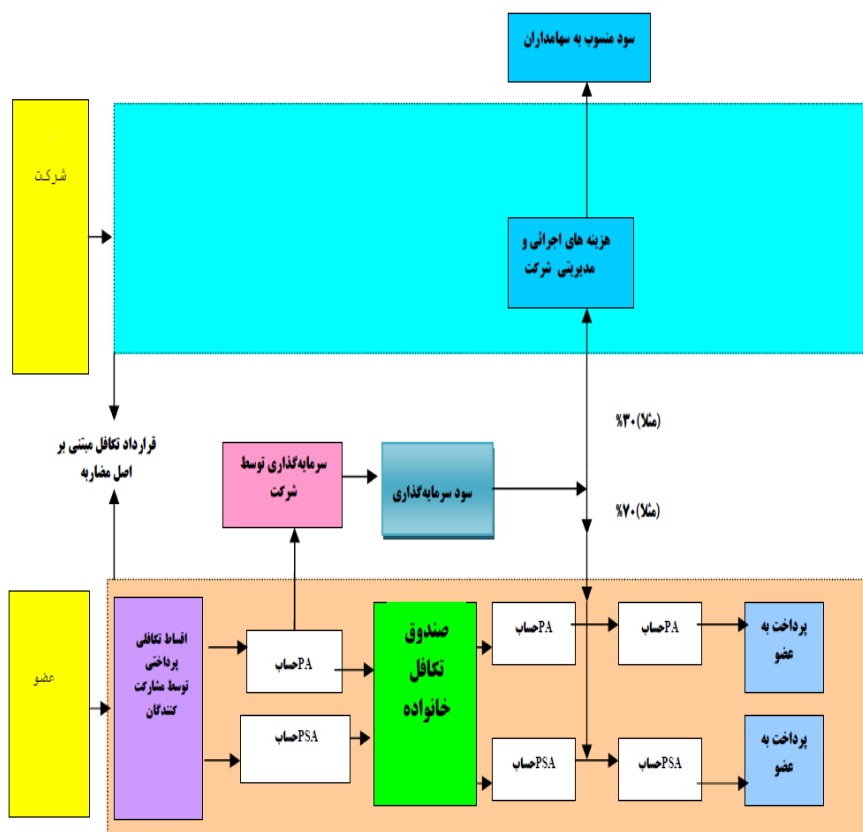 سود منسوب به سهامداران
شرکت
هزینه های اجرائی و
مدیریتی شرکت
(مثلا)۳۰%
قرارداد تکافل مبتنی بر
اصل مضاربه
سرمایه‌گذاری توسط
شرکت
سود سرمایه‌گذاری
(مثلا)۷۰%
عضو
اقساط تکافلی
پرداختی
توسط مشارکت
کنندگان
حسابPA
حسابPSA
صندوق
تکافل
خانواده
حسابPA
حسابPA
پرداخت به
عضو
حسابPSA
حسابPSA
پرداخت به
عضو